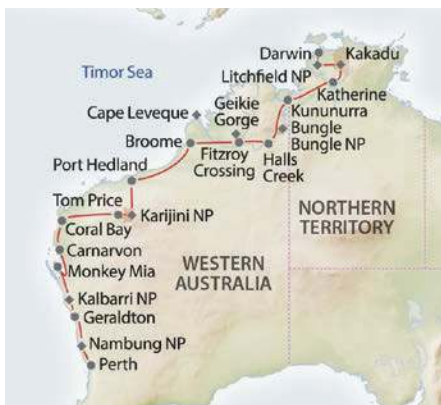 Darwin
Kakadu
Timor Sea
Litchfield NP
Katherine
Cape Leveque
Geikie
Gorge
Kununurra
Bungle
Bungle NP
Broome
Fitzroy
Crossing
Halls
Creek
Port Hedland
Tom Price
Karijini NP
NORTHERN
TERRITORY
Coral Bay
Carnarvon
WESTERN
AUSTRALIA
Monkey Mia
Kalbarri NP
Geraldton
Nambung NP
Perth